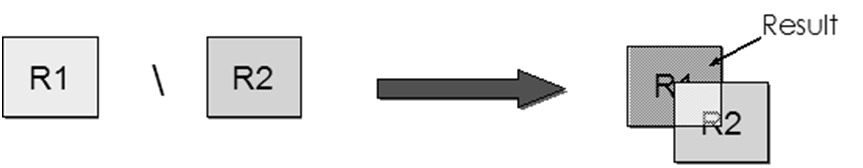 R1 \ R2
Result
R1
R2